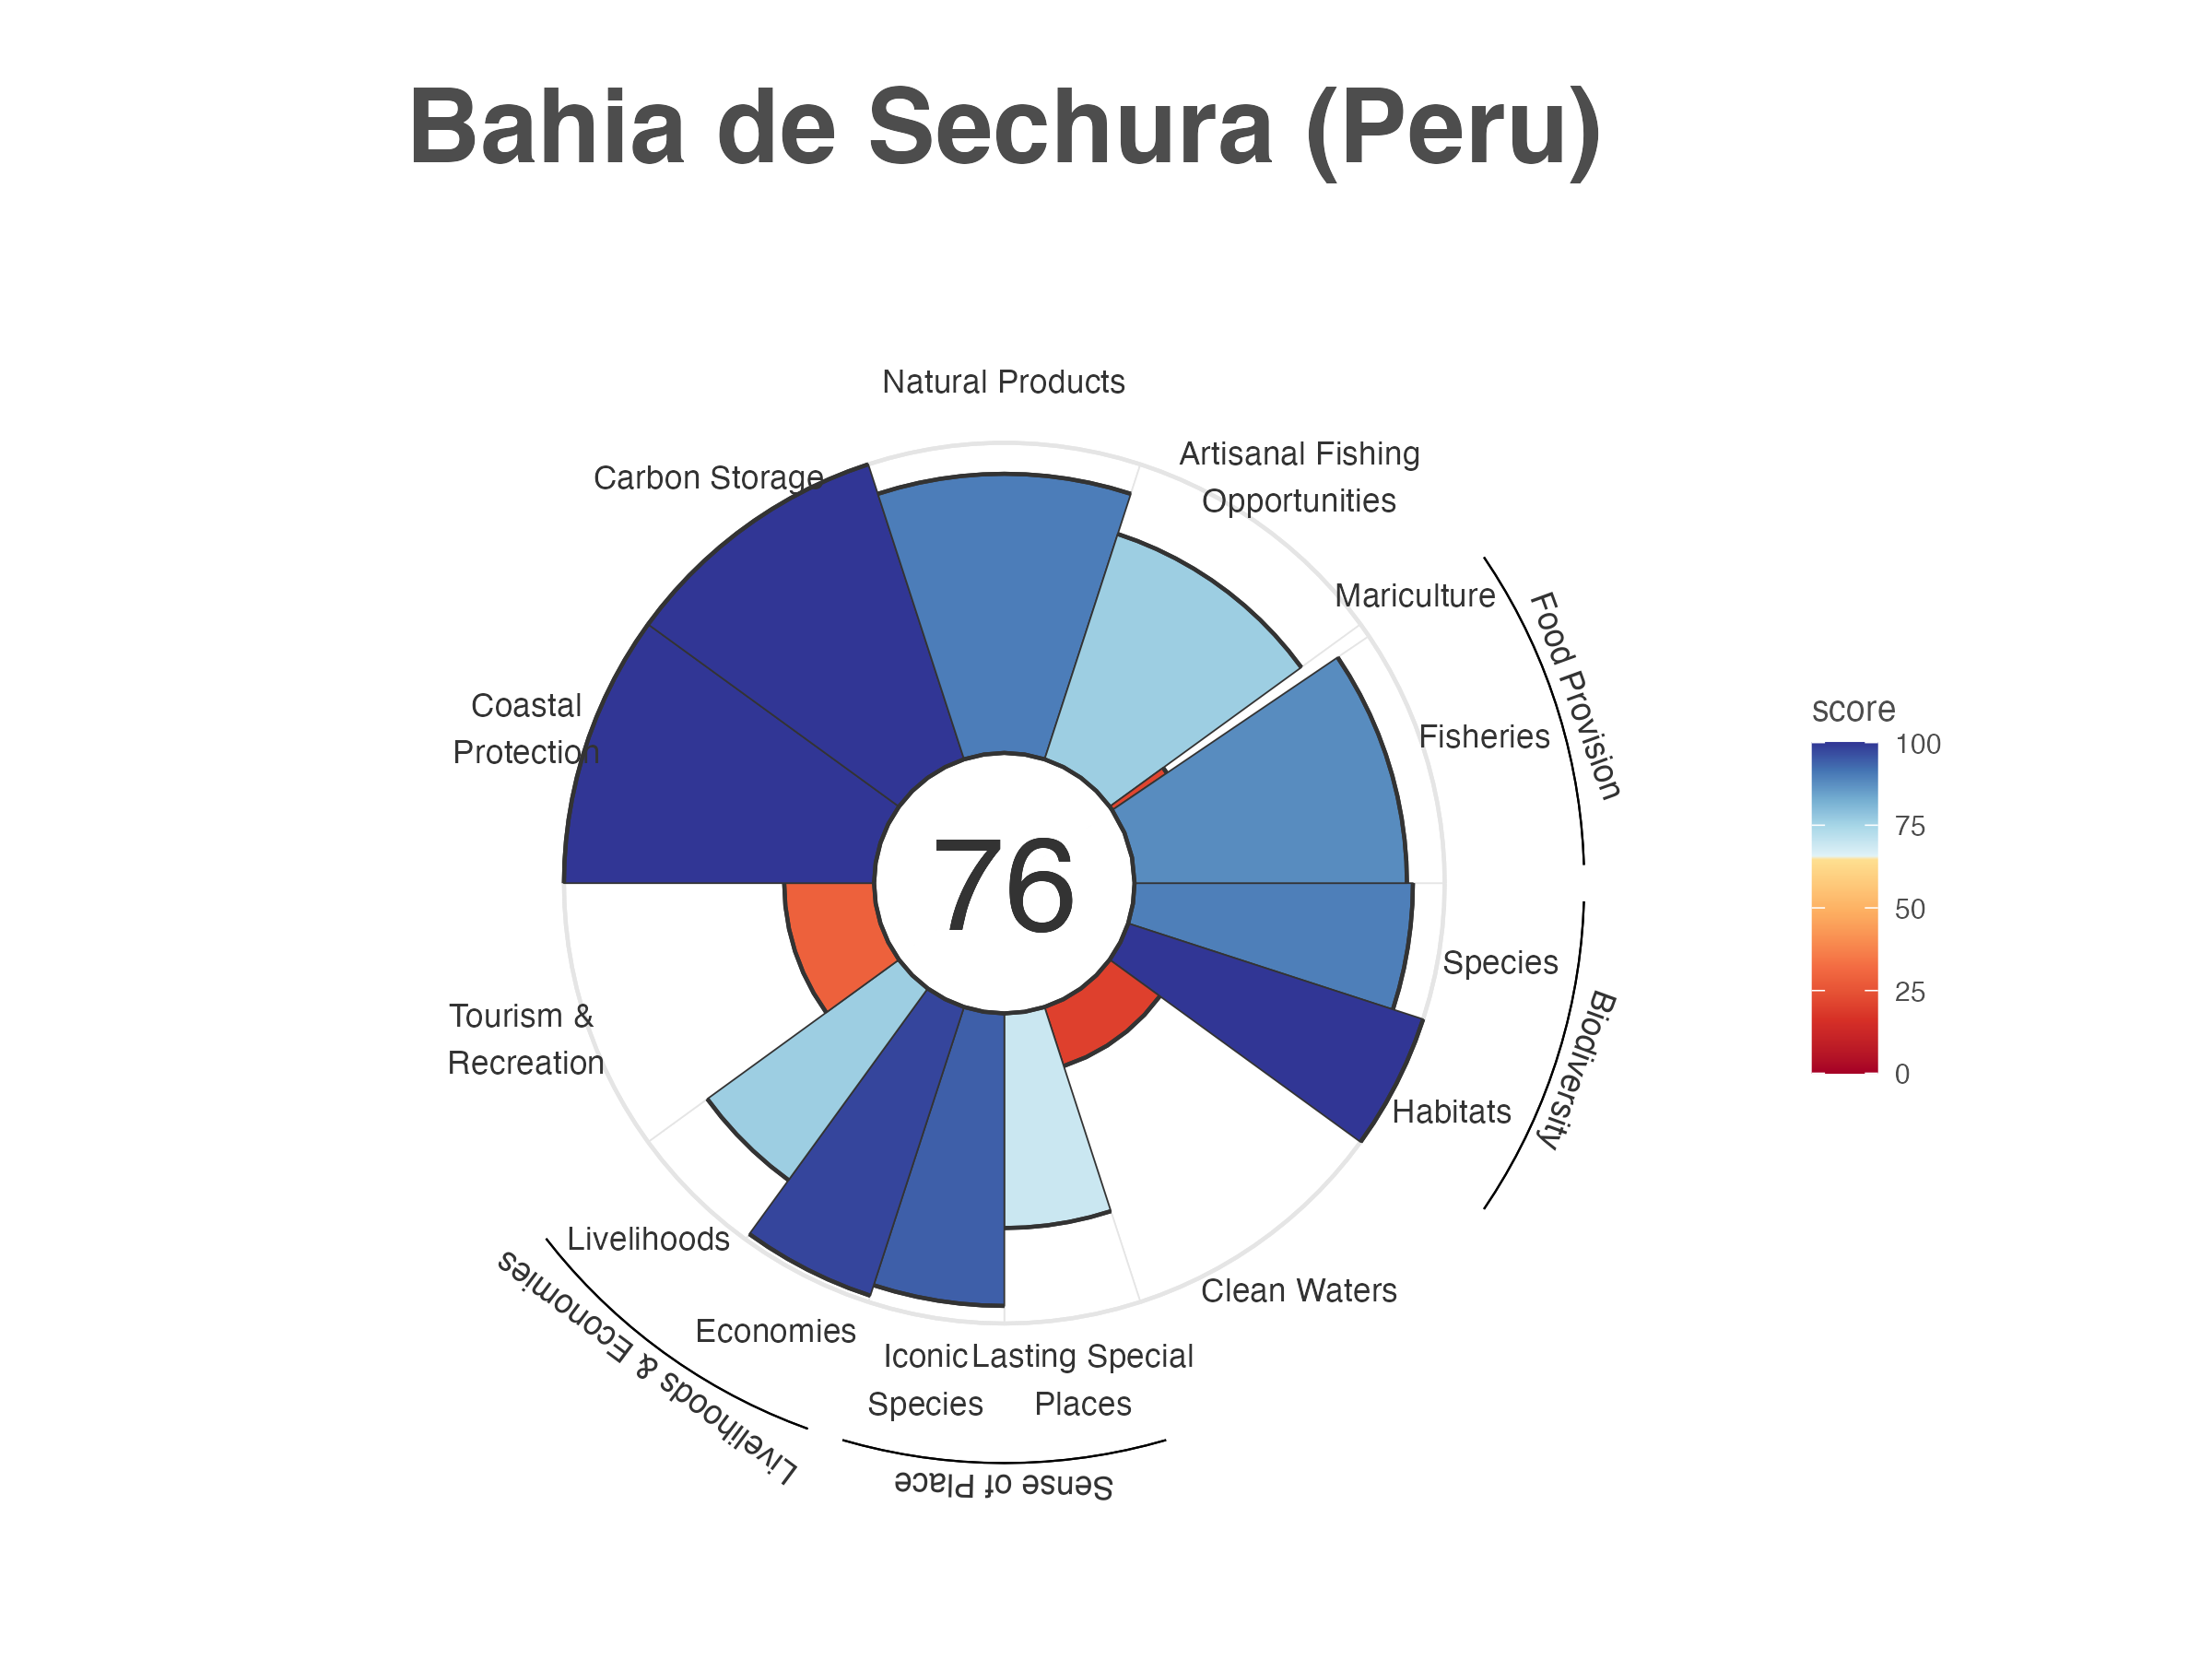 Bahia de Sechura (Peru)
Natural Products
Artisanal Fishing
Opportunities
Carbon Storage
Mariculture
Food Provision
Fisheries
Coastal
Protection
score
100
75
50
25
0
76
Species
Biodiversity
Habitats
Tourism &
Recreation
Livelihoods
Livelihoods & Economies
Economies
Clean Waters
Iconic
Species
Lasting Special
Places
Sense of Place